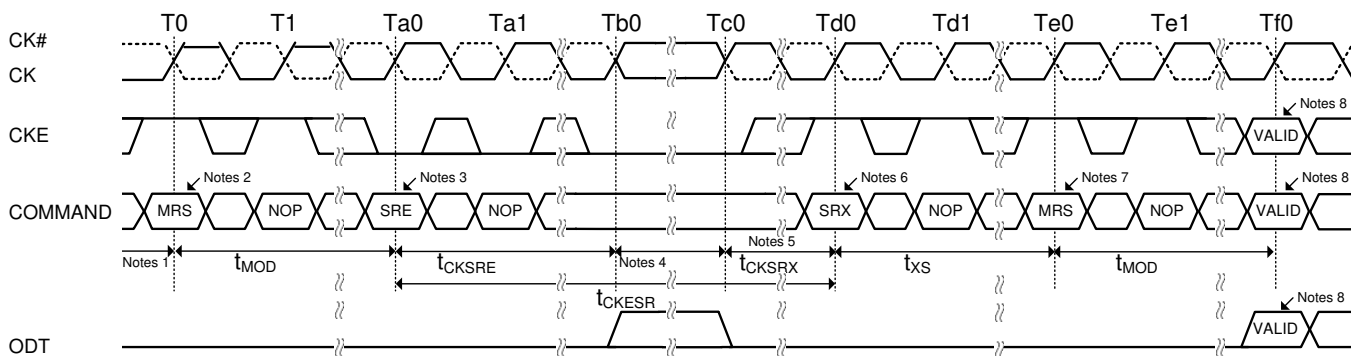 T0 T1 Ta0 Ta1 Tb0 Tc0 Td0 Td1 Te0 Te1 Tf0
CK#
CK
Notes 8
CKE VALID
Notes 2 Notes 3 Notes 6 Notes 7 Notes 8
COMMAND MRS NOP SRE NOP SRX NOP MRS NOP VALID
Notes 1 tMOD tCKSRE Notes 4 Notes 5 tCKSRX tXS tMOD
tCKESR
Notes 8
VALID
ODT